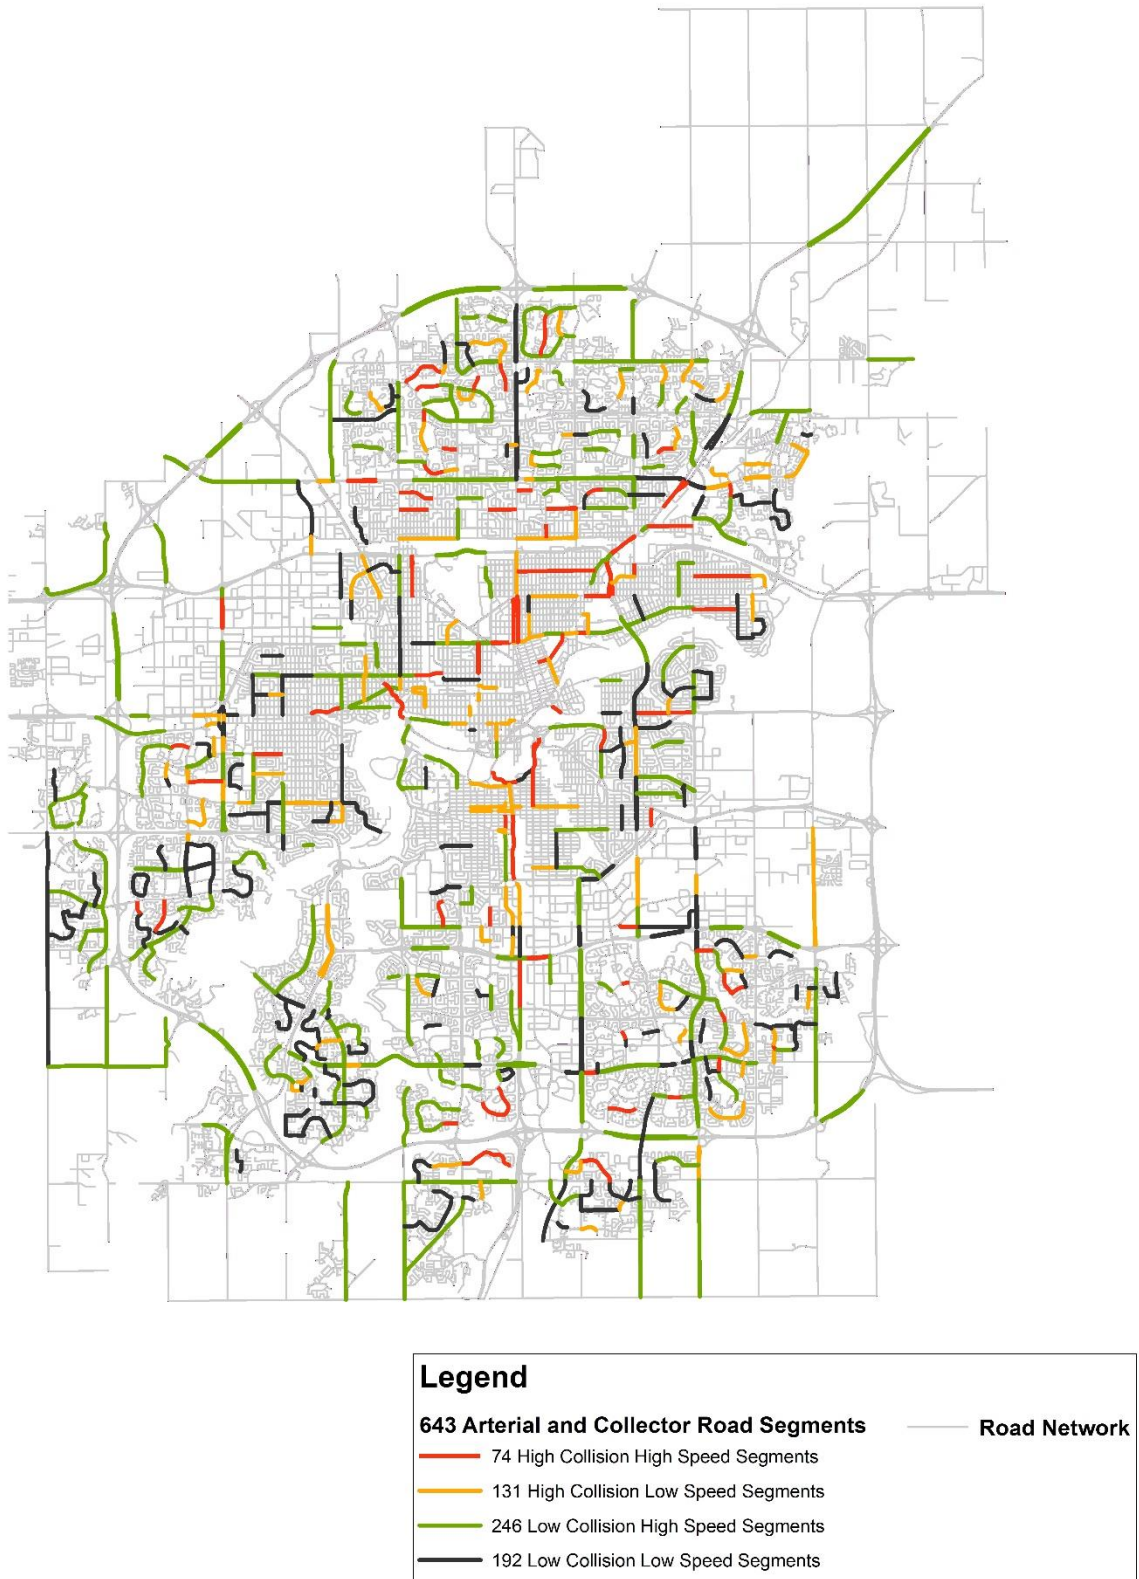 Legend
643 Arterial and Collector Road Segments
Road Network
74 High Collision High Speed Segments
131 High Collision Low Speed Segments
246 Low Collision High Speed Segments
192 Low Collision Low Speed Segments